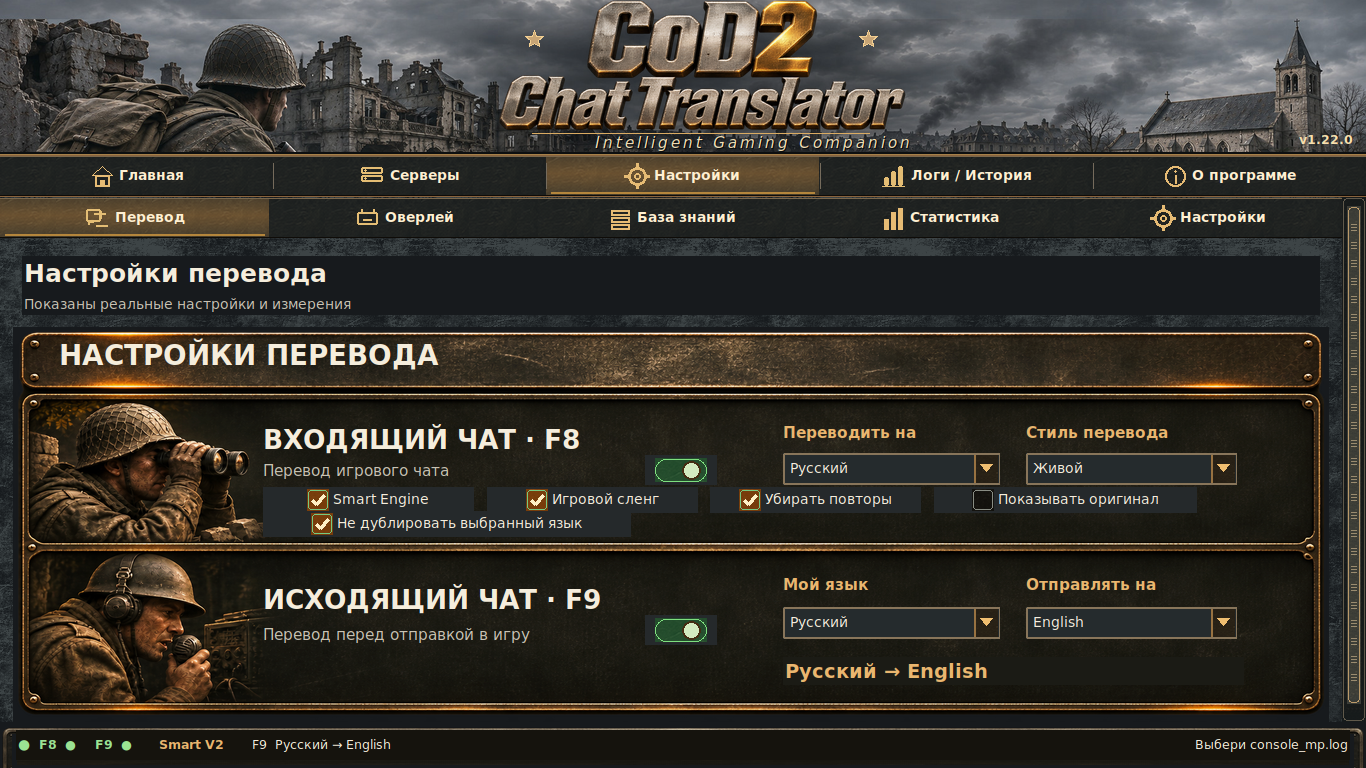 CoD2
Chat Translator
Intelligent Gaming Companion
v1.22.0
Главная
Серверы
Настройки
Логи / История
О программе
Перевод
Оверлей
База знаний
Статистика
Настройки
Настройки перевода
Показаны реальные настройки и измерения
НАСТРОЙКИ ПЕРЕВОДА
ВХОДЯЩИЙ ЧАТ · F8
Перевод игрового чата
Переводить на
Стиль перевода
Русский
Живой
Smart Engine
Игровой сленг
Убирать повторы
Показывать оригинал
Не дублировать выбранный язык
ИСХОДЯЩИЙ ЧАТ · F9
Перевод перед отправкой в игру
Мой язык
Отправлять на
Русский
English
Русский → English
● F8 ● F9 ● Smart V2 F9 Русский → English
Выбери console_mp.log